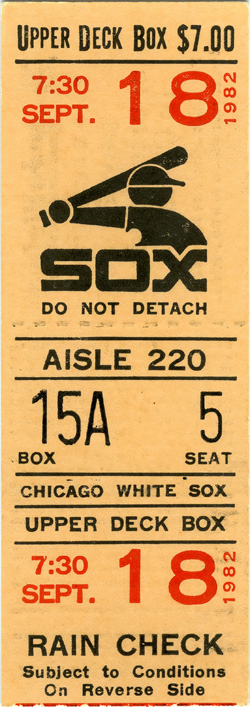 UPPER DECK BOX $7.00
7:30
SEPT. 18 1982
SOX
DO NOT DETACH
AISLE 220
15A 5
BOX SEAT
CHICAGO WHITE SOX
UPPER DECK BOX
7:30
SEPT. 18 1982
RAIN CHECK
Subject to Conditions
On Reverse Side